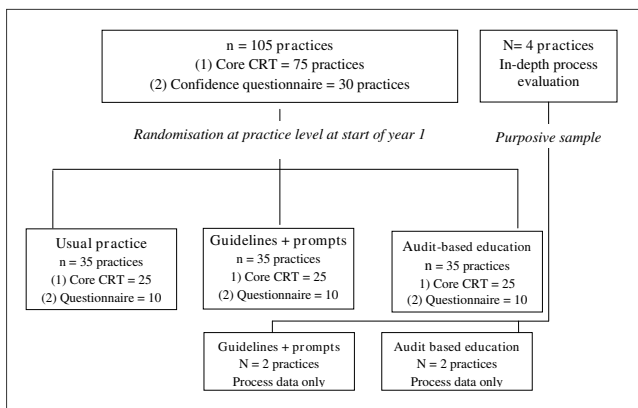 n = 105 practices
(1) Core CRT = 75 practices
(2) Confidence questionnaire = 30 practices
N= 4 practices
In-depth process
evaluation
Randomisation at practice level at start of year 1
Purposive sample
Usual practice
n = 35 practices
(1) Core CRT = 25
(2) Questionnaire = 10
Guidelines + prompts
n = 35 practices
1) Core CRT = 25
(2) Questionnaire = 10
Audit-based education
n = 35 practices
1) Core CRT = 25
(2) Questionnaire = 10
Guidelines + prompts
N = 2 practices
Process data only
Audit based education
N = 2 practices
Process data only